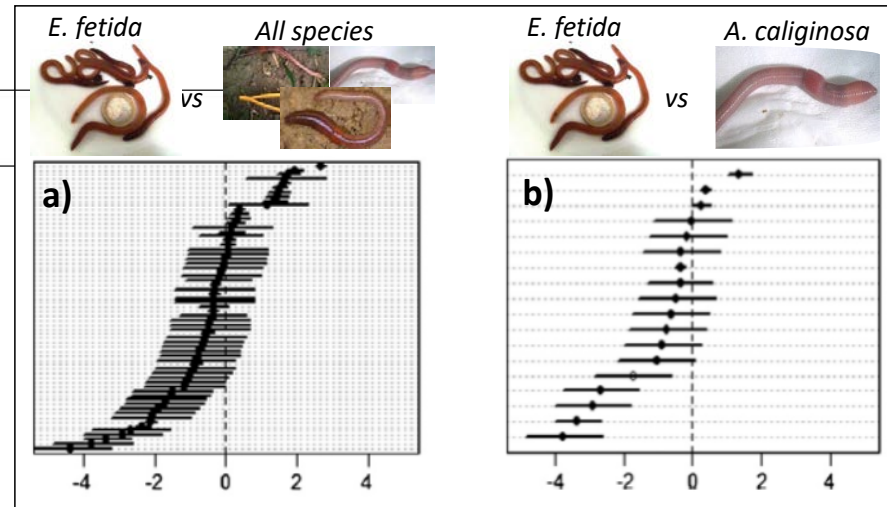 E. fetida
All species
vs
E. fetida
A. caliginosa
vs
a)
-4 -2 0 2 4
b)
-4 -2 0 2 4